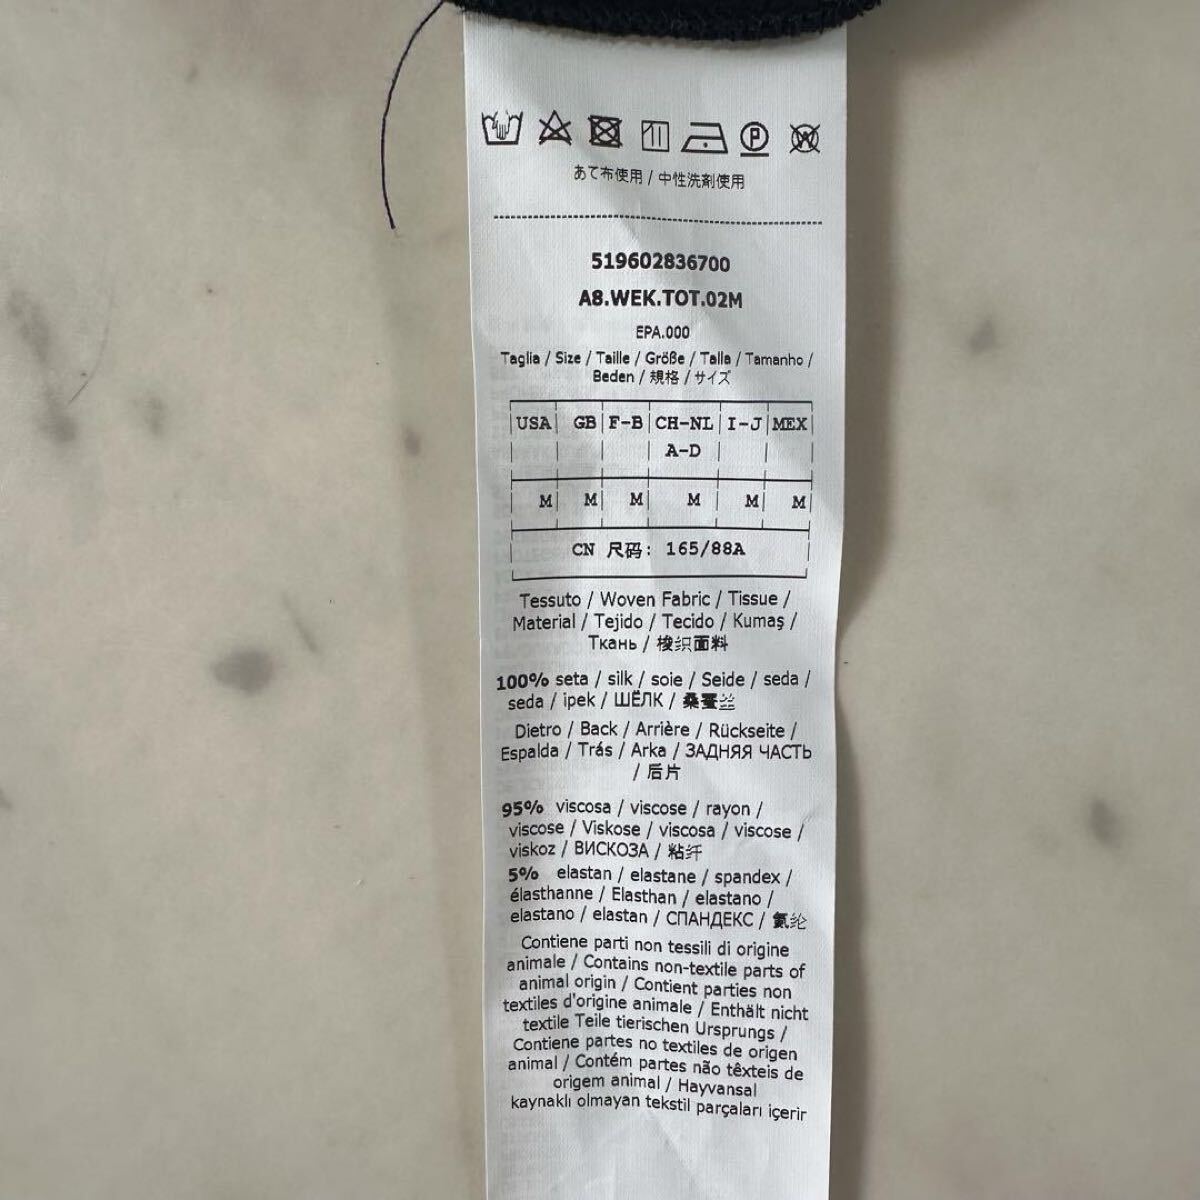 P W
あて布使用 / 中性洗剤使用
519602836700
A8.WEK.TOT.02M
EPA.000
Taglia / Size / Taille / Größe / Talla / Tamanho /
Beden / 規格 / サイズ
USA GB F-B CH-NL I-J MEX
A-D
M M M M M M
CN 尺码: 165/88A
Tessuto / Woven Fabric / Tissue /
Material / Tejido / Tecido / Kumaş /
Ткань / 梭织面料
100% seta / silk / soie / Seide / seda /
seda / ipek / ШЁЛК / 桑蚕丝
Dietro / Back / Arrière / Rückseite /
Espalda / Trás / Arka / ЗАДНЯЯ ЧАСТЬ
/ 后片
95% viscosa / viscose / rayon /
viscose / Viskose / viscosa / viscose /
viskoz / ВИСКОЗА / 粘纤
5% elastan / elastane / spandex /
élasthanne / Elasthan / elastano /
elastano / elastan / СПАНДЕКС / 氨纶
Contiene parti non tessili di origine
animale / Contains non-textile parts of
animal origin / Contient parties non
textiles d'origine animale / Enthält nicht
textile Teile tierischen Ursprungs /
Contiene partes no textiles de origen
animal / Contém partes não têxteis de
origem animal / Hayvansal
kaynaklı olmayan tekstil parçaları içerir